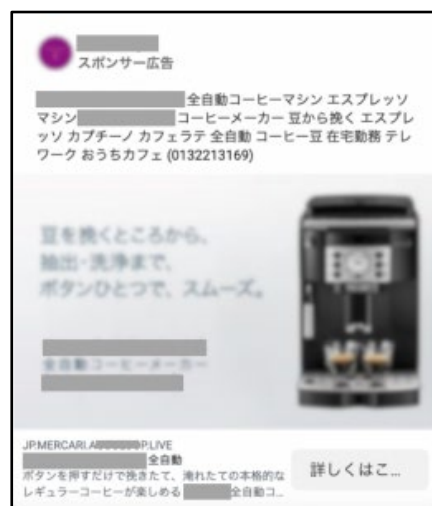 スポンサー広告
全自動コーヒーマシン エスプレッソ
マシン コーヒーメーカー 豆から挽く エスプレ
ッソ カプチーノ カフェラテ 全自動 コーヒー豆 在宅勤務 テレ
ワーク おうちカフェ (0132213169)
豆を挽くところから、
抽出・洗浄まで、
ボタンひとつで、スムーズ。
全自動コーヒーメーカー
JP.MERCARI.A P.LIVE
全自動
ボタンを押すだけで挽きたて、淹れたての本格的な
レギュラーコーヒーが楽しめる 全自動コ...
詳しくはこ...